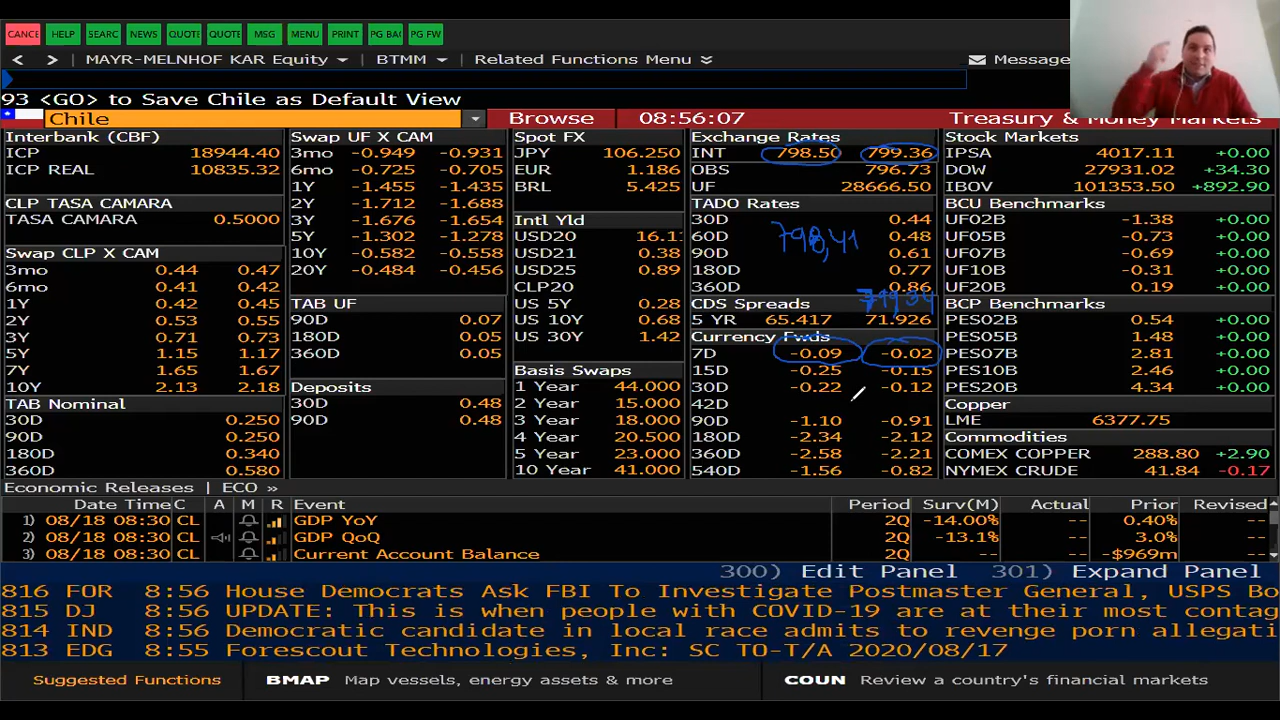 CANCE HELP SEARC NEWS QUOTE QUOTE MSG MENU PRINT PG BAC PG FW
< > MAYR-MELNHOF KAR Equity BTMM Related Functions Menu Message
93 <GO> to Save Chile as Default View
Chile Browse 08:56:07 Treasury & Money Markets
Interbank (CBF)
ICP 18944.40
ICP REAL 10835.32
CLP TASA CAMARA
TASA CAMARA 0.5000
Swap CLP X CAM
3mo 0.44 0.47
6mo 0.41 0.42
1Y 0.42 0.45
2Y 0.53 0.55
3Y 0.71 0.73
5Y 1.15 1.17
7Y 1.65 1.67
10Y 2.13 2.18
TAB Nominal
30D 0.250
90D 0.250
180D 0.340
360D 0.580
Swap UF X CAM
3mo -0.949 -0.931
6mo -0.725 -0.705
1Y -1.455 -1.435
2Y -1.712 -1.688
3Y -1.676 -1.654
5Y -1.302 -1.278
10Y -0.582 -0.558
20Y -0.484 -0.456
TAB UF
90D 0.07
180D 0.05
360D 0.05
Deposits
30D 0.48
90D 0.48
Spot FX
JPY 106.250
EUR 1.186
BRL 5.425
Intl Yld
USD20 16.11
USD21 0.38
USD25 0.89
CLP20
US 5Y 0.28
US 10Y 0.68
US 30Y 1.42
Basis Swaps
1 Year 44.000
2 Year 15.000
3 Year 18.000
4 Year 20.500
5 Year 23.000
10 Year 41.000
Exchange Rates
INT 798.50 799.36
OBS 796.73
UF 28666.50
TADO Rates
30D 0.44
60D 0.48
90D 0.61
180D 0.77
360D 0.86
798,41
799,34
CDS Spreads
5 YR 65.417 71.926
Currency Fwds
7D -0.09 -0.02
15D -0.25 -0.15
30D -0.22 -0.12
42D
90D -1.10 -0.91
180D -2.34 -2.12
360D -2.58 -2.21
540D -1.56 -0.82
Stock Markets
IPSA 4017.11 +0.00
DOW 27931.02 +34.30
IBOV 101353.50 +892.90
BCU Benchmarks
UF02B -1.38 +0.00
UF05B -0.73 +0.00
UF07B -0.69 +0.00
UF10B -0.31 +0.00
UF20B 0.19 +0.00
BCP Benchmarks
PES02B 0.54 +0.00
PES05B 1.48 +0.00
PES07B 2.81 +0.00
PES10B 2.46 +0.00
PES20B 4.34 +0.00
Copper
LME 6377.75
Commodities
COMEX COPPER 288.80 +2.90
NYMEX CRUDE 41.84 -0.17
Economic Releases | ECO »
Date Time C A M R Event Period Surv(M) Actual Prior Revised
1) 08/18 08:30 CL GDP YoY 2Q -14.00% -- 0.40% --
2) 08/18 08:30 CL GDP QoQ 2Q -13.1% -- 3.0% --
3) 08/18 08:30 CL Current Account Balance 2Q -- -- -$969m --
300) Edit Panel 301) Expand Panel
816 FOR 8:56 House Democrats Ask FBI To Investigate Postmaster General, USPS Bo
815 DJ 8:56 UPDATE: This is when people with COVID-19 are at their most contag
814 IND 8:56 Democratic candidate in local race admits to revenge porn allegati
813 EDG 8:55 Forescout Technologies, Inc: SC TO-T/A 2020/08/17
Suggested Functions BMAP Map vessels, energy assets & more COUN Review a country's financial markets